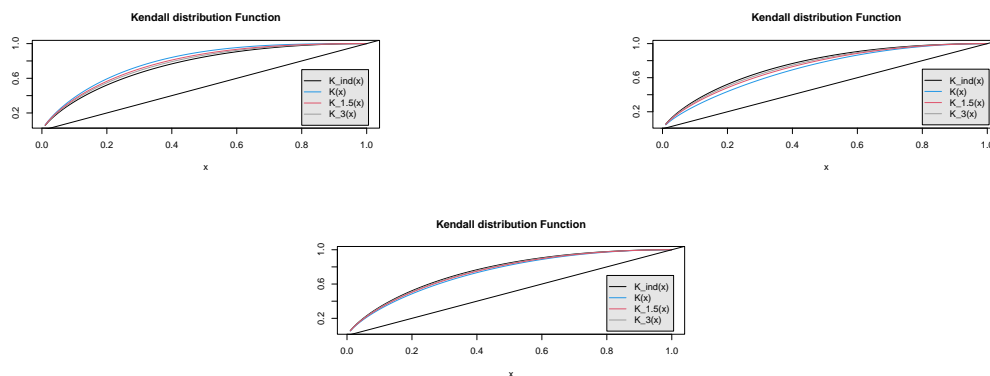 Kendall distribution Function
1.0
0.6
0.2
K_ind(x)
K(x)
K_1.5(x)
K_3(x)
0.0 0.2 0.4 0.6 0.8 1.0
x
Kendall distribution Function
1.0
0.6
0.2
K_ind(x)
K(x)
K_1.5(x)
K_3(x)
0.0 0.2 0.4 0.6 0.8 1.0
x
Kendall distribution Function
1.0
0.6
0.2
K_ind(x)
K(x)
K_1.5(x)
K_3(x)
0.0 0.2 0.4 0.6 0.8 1.0
x